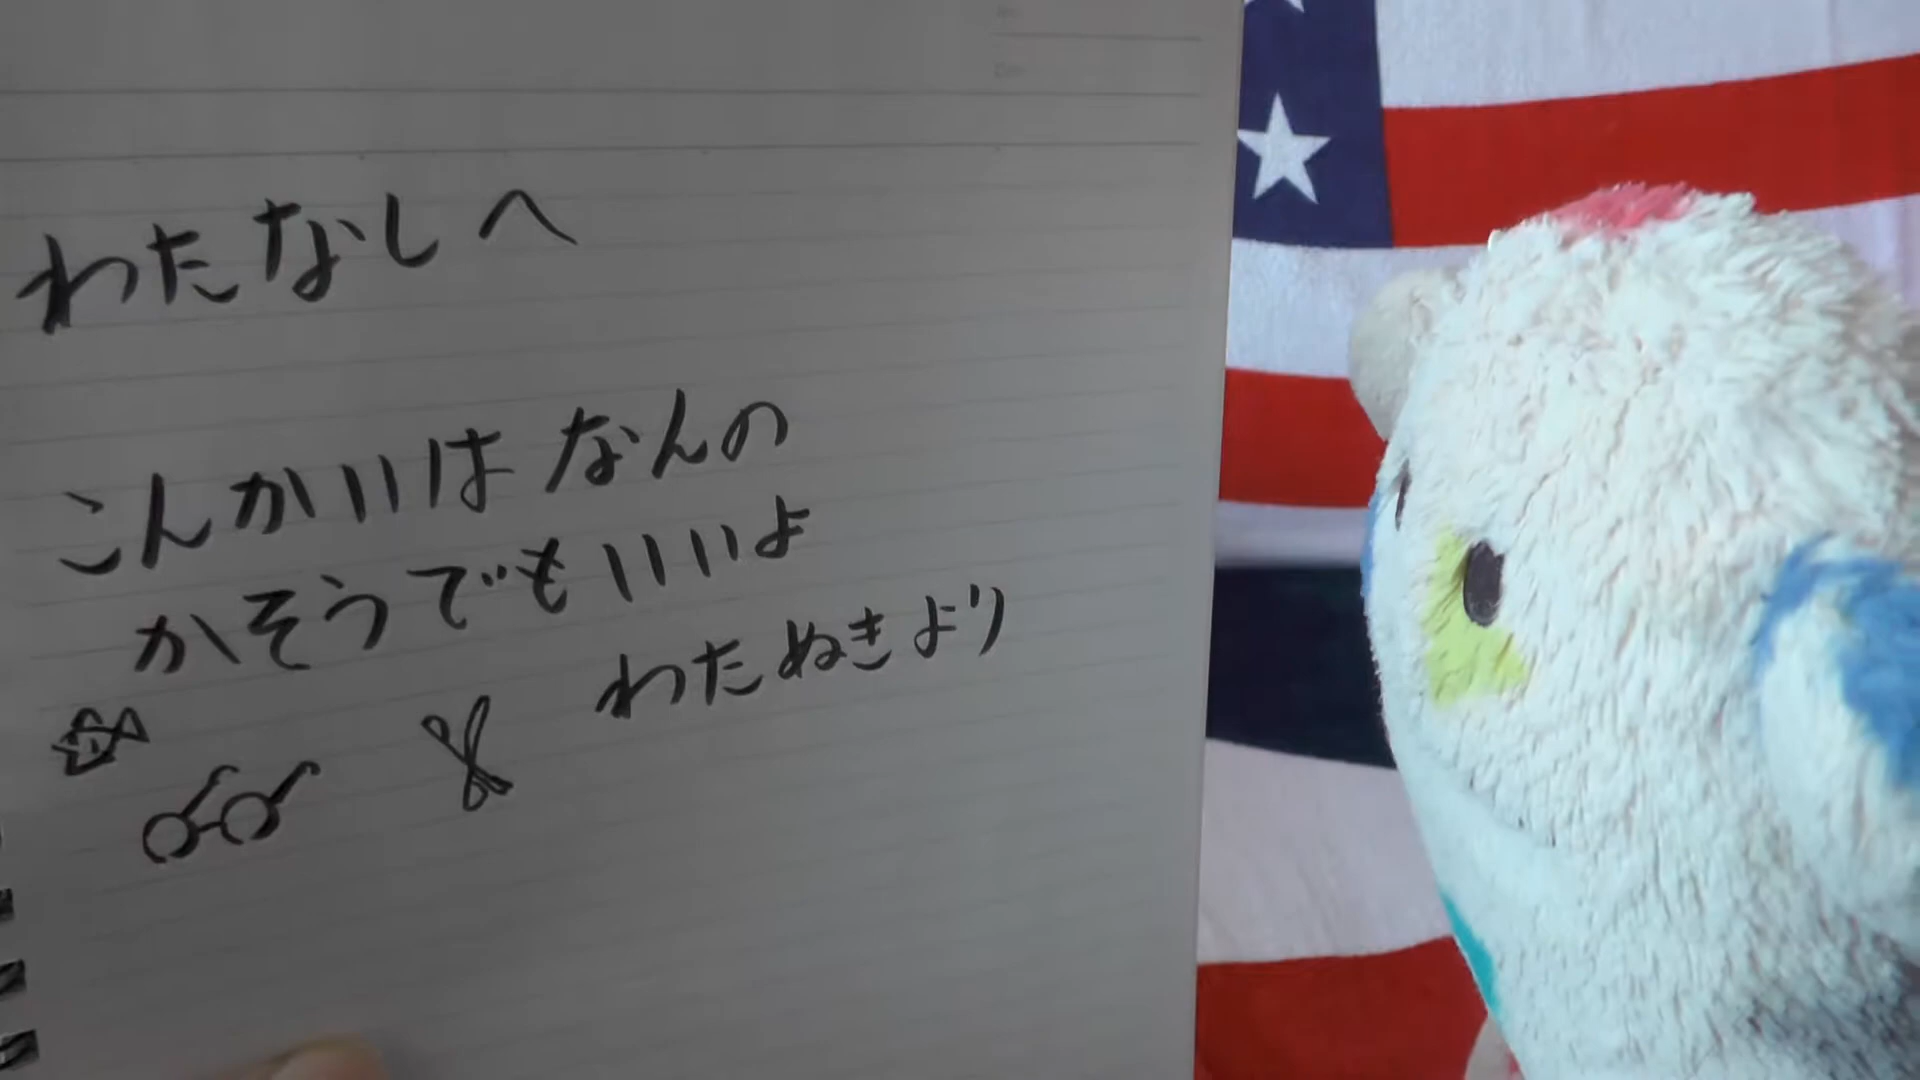 わたなしへ
こんかいはなんの
かそうでもいいよ
わたぬきより